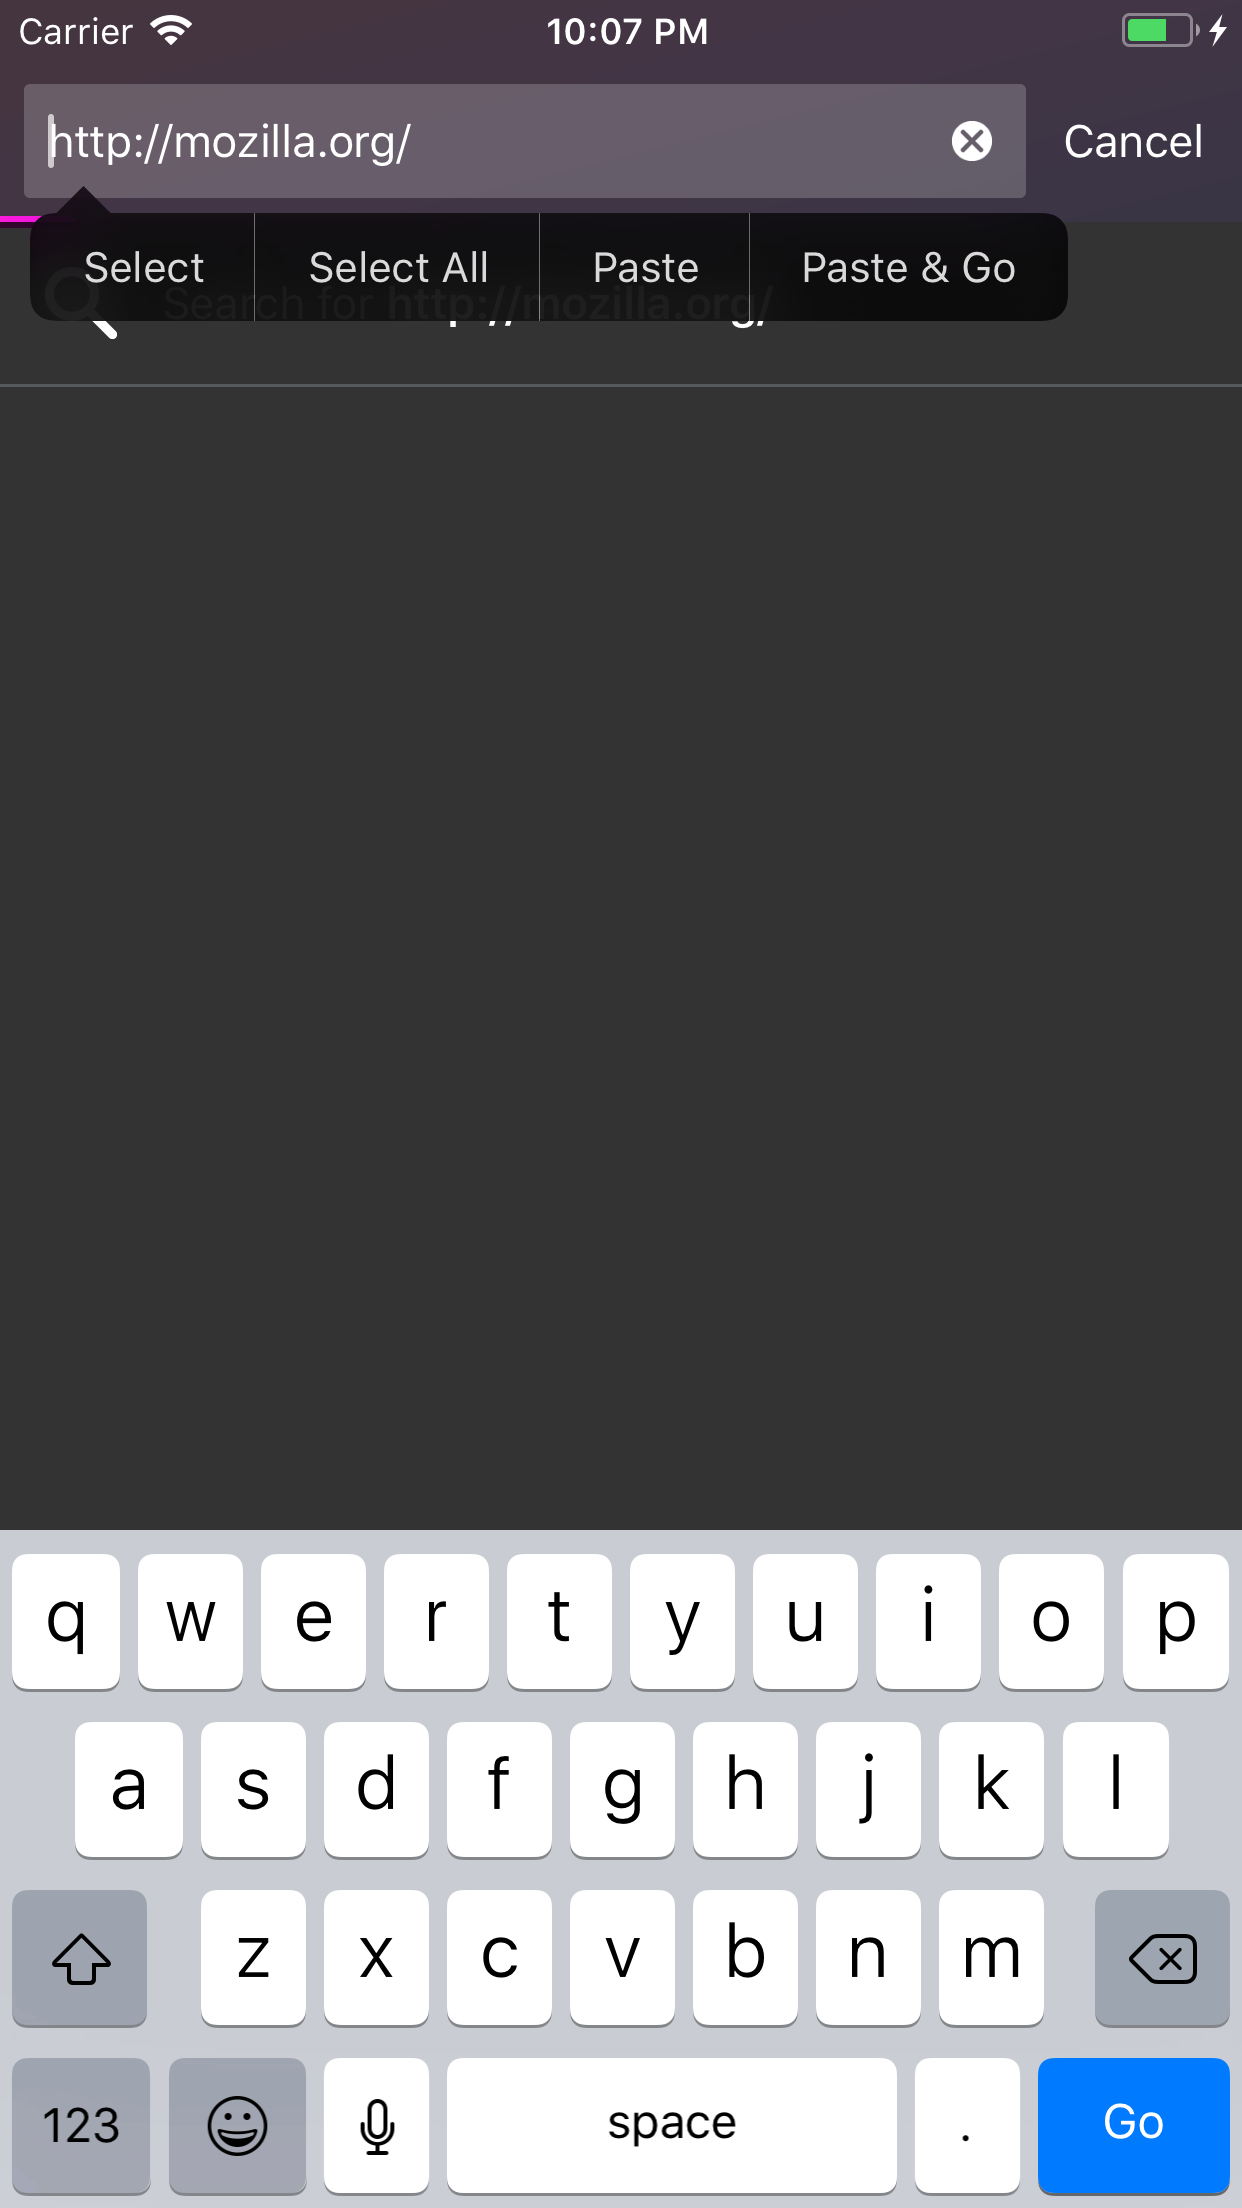 Carrier 10:07 PM
http://mozilla.org/ Cancel
Select Select All Paste Paste & Go
Search for http://mozilla.org/
q w e r t y u i o p
a s d f g h j k l
z x c v b n m
123 space . Go